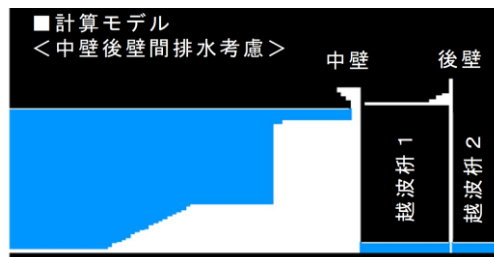 ■計算モデル
＜中壁後壁間排水考慮＞
中壁
後壁
越波枡１
越波枡２